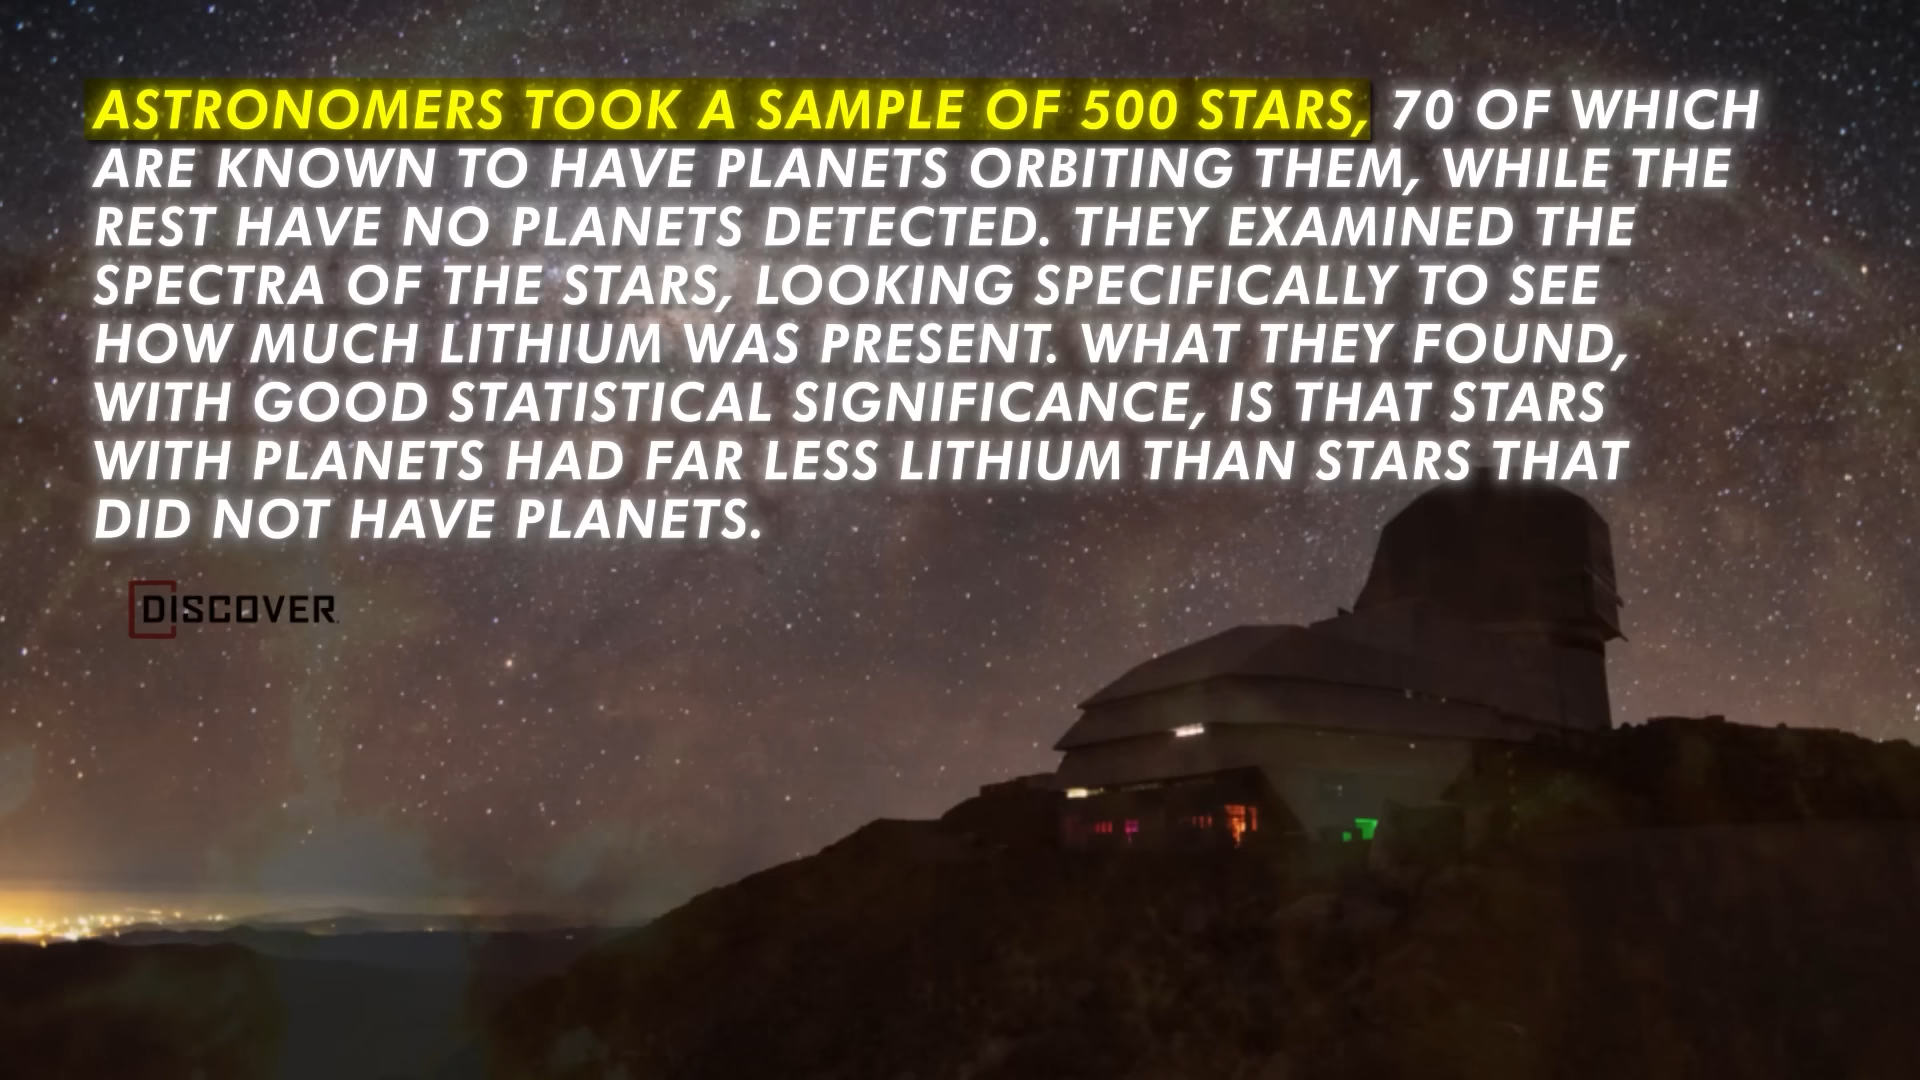 ASTRONOMERS TOOK A SAMPLE OF 500 STARS, 70 OF WHICH
ARE KNOWN TO HAVE PLANETS ORBITING THEM, WHILE THE
REST HAVE NO PLANETS DETECTED. THEY EXAMINED THE
SPECTRA OF THE STARS, LOOKING SPECIFICALLY TO SEE
HOW MUCH LITHIUM WAS PRESENT. WHAT THEY FOUND,
WITH GOOD STATISTICAL SIGNIFICANCE, IS THAT STARS
WITH PLANETS HAD FAR LESS LITHIUM THAN STARS THAT
DID NOT HAVE PLANETS.
DISCOVER